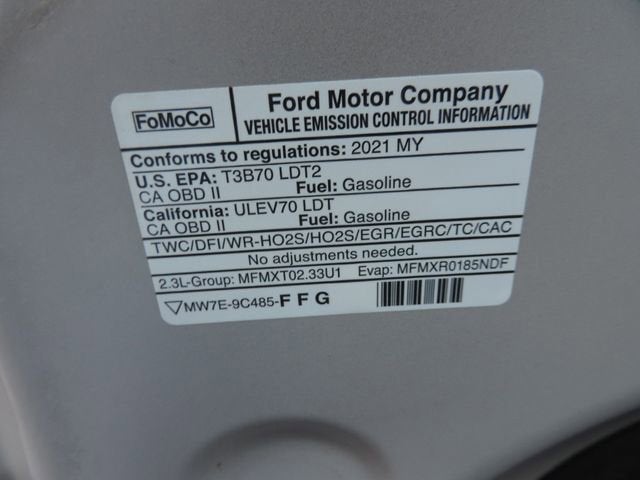 FoMoCo
Ford Motor Company
VEHICLE EMISSION CONTROL INFORMATION
Conforms to regulations: 2021 MY
U.S. EPA: T3B70 LDT2
CA OBD II Fuel: Gasoline
California: ULEV70 LDT
CA OBD II Fuel: Gasoline
TWC/DFI/WR-HO2S/HO2S/EGR/EGRC/TC/CAC
No adjustments needed.
2.3L-Group: MFMXT02.33U1 Evap: MFMXR0185NDF
MW7E-9C485-F F G